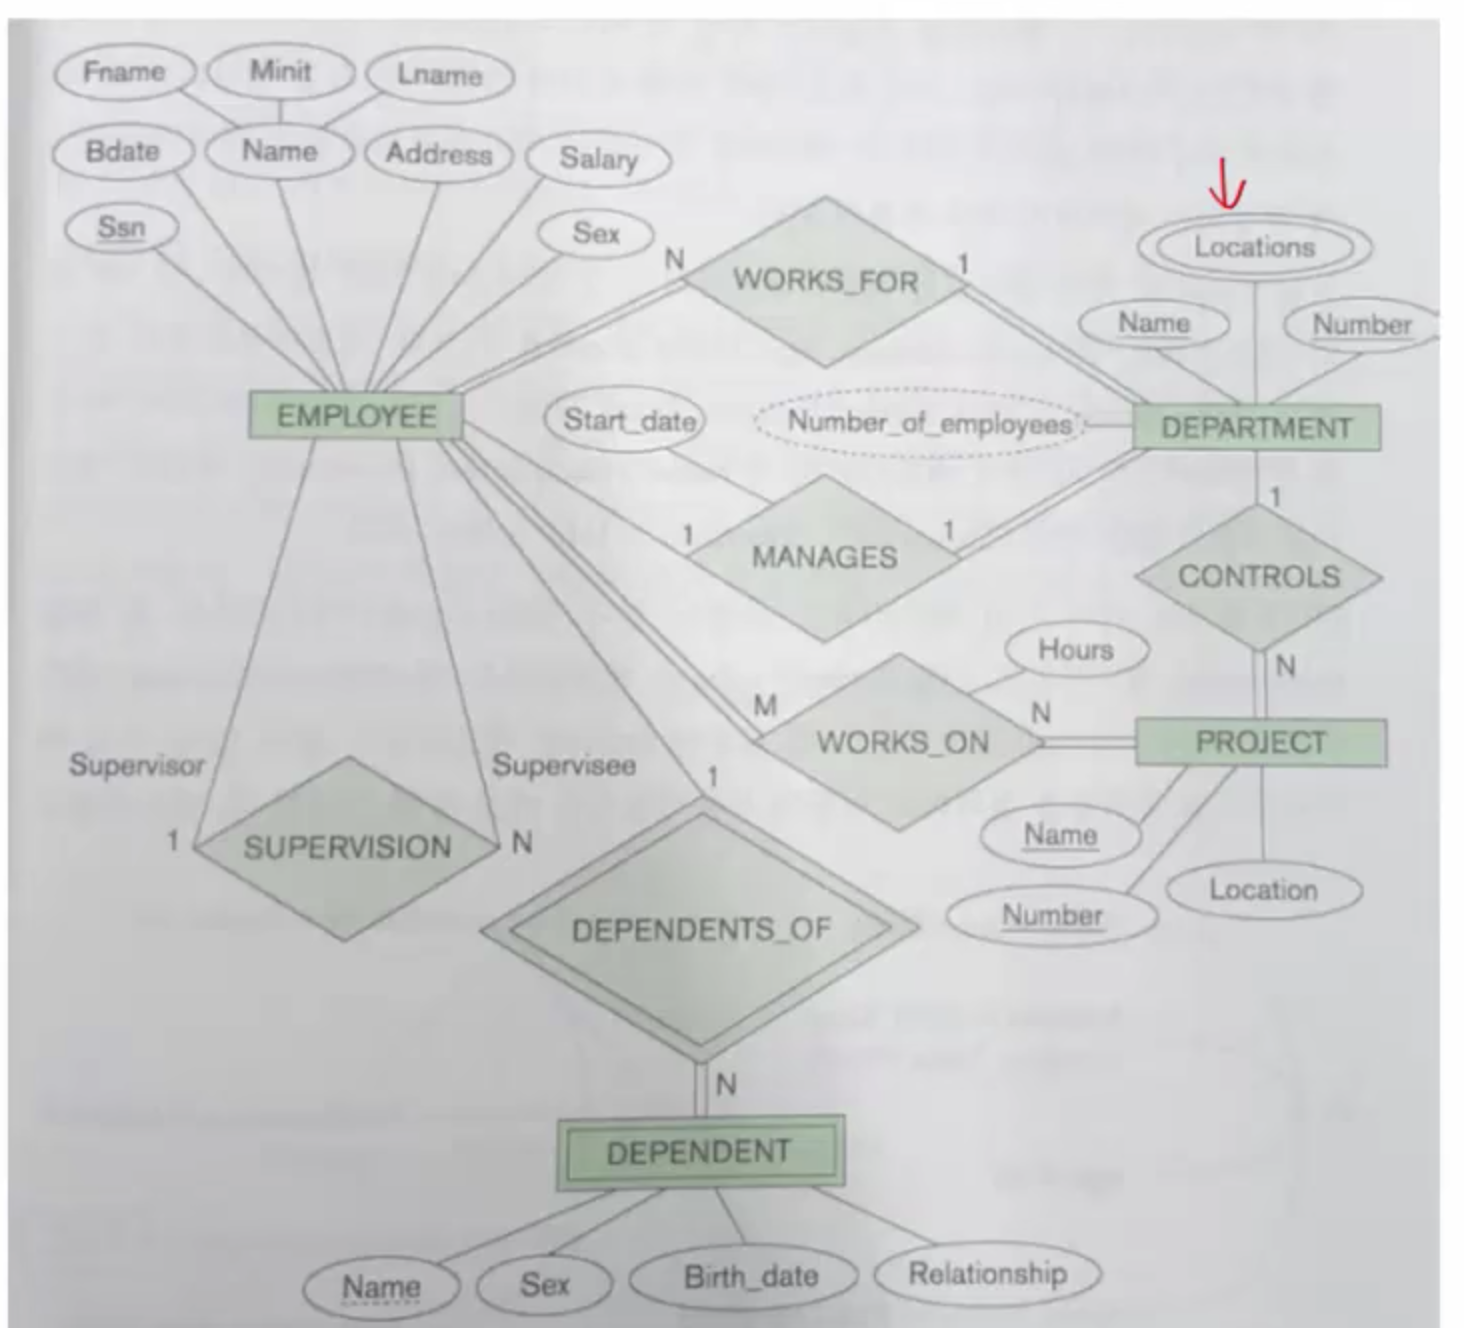 Fname Minit Lname
Bdate Name Address Salary
Ssn Sex
N WORKS_FOR 1 Locations
Name Number
EMPLOYEE Start_date Number_of_employees DEPARTMENT
1 MANAGES 1 1
CONTROLS
Hours N
M WORKS_ON N PROJECT
Supervisor Supervisee 1
1 SUPERVISION N Name
Location
DEPENDENTS_OF Number
N
DEPENDENT
Name Sex Birth_date Relationship